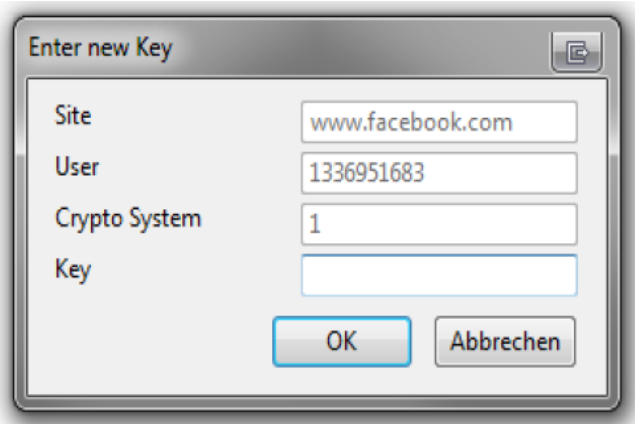 Enter new Key
Site www.facebook.com
User 1336951683
Crypto System 1
Key
OK Abbrechen